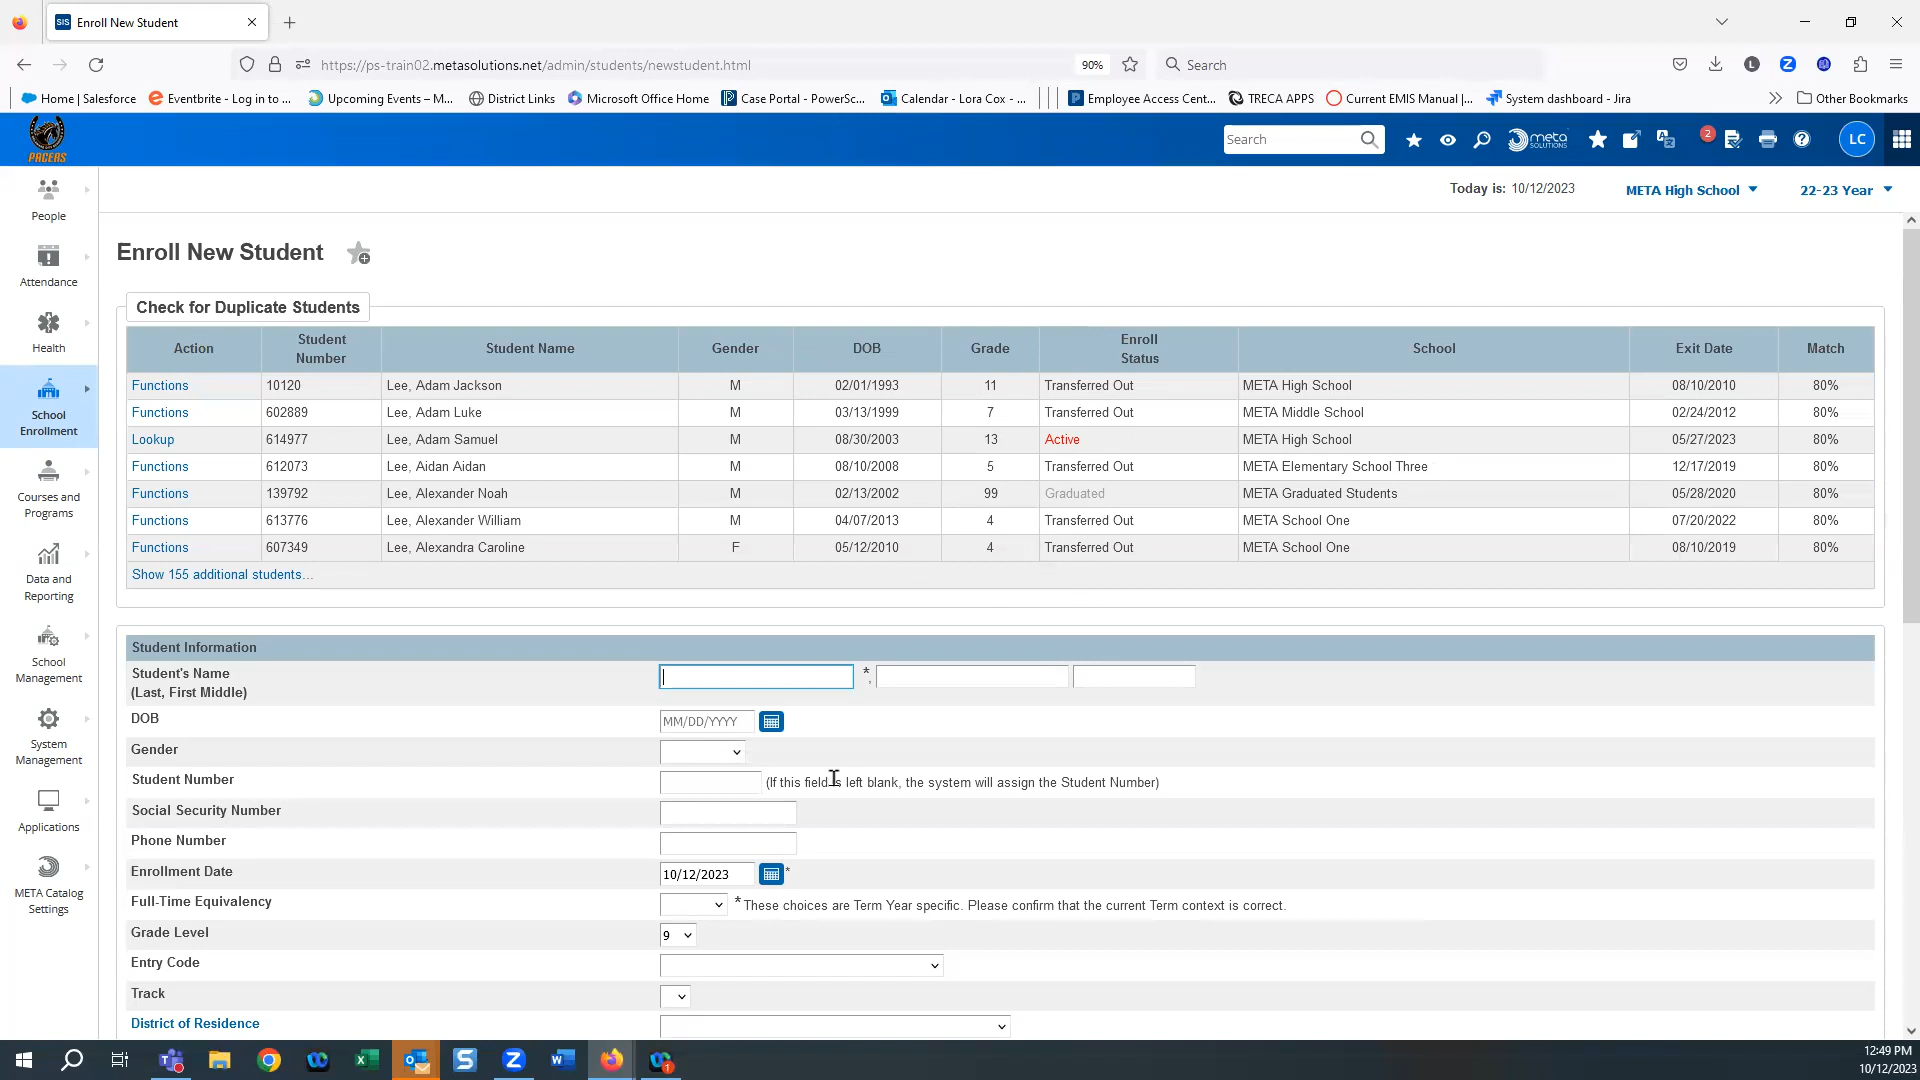 SIS Enroll New Student
https://ps-train02.metasolutions.net/admin/students/newstudent.html
90%
Search
Home | Salesforce
Eventbrite - Log in to ...
Upcoming Events – M...
District Links
Microsoft Office Home
Case Portal - PowerSc...
Calendar - Lora Cox - ...
Employee Access Cent...
TRECA APPS
Current EMIS Manual |...
System dashboard - Jira
Other Bookmarks
PACERS
Search
meta SOLUTIONS
2
LC
Today is: 10/12/2023
META High School
22-23 Year
People
Attendance
Health
School Enrollment
Courses and Programs
Data and Reporting
School Management
System Management
Applications
META Catalog Settings
Enroll New Student
Check for Duplicate Students
Action Student Number Student Name Gender DOB Grade Enroll Status School Exit Date Match
Functions 10120 Lee, Adam Jackson M 02/01/1993 11 Transferred Out META High School 08/10/2010 80%
Functions 602889 Lee, Adam Luke M 03/13/1999 7 Transferred Out META Middle School 02/24/2012 80%
Lookup 614977 Lee, Adam Samuel M 08/30/2003 13 Active META High School 05/27/2023 80%
Functions 612073 Lee, Aidan Aidan M 08/10/2008 5 Transferred Out META Elementary School Three 12/17/2019 80%
Functions 139792 Lee, Alexander Noah M 02/13/2002 99 Graduated META Graduated Students 05/28/2020 80%
Functions 613776 Lee, Alexander William M 04/07/2013 4 Transferred Out META School One 07/20/2022 80%
Functions 607349 Lee, Alexandra Caroline F 05/12/2010 4 Transferred Out META School One 08/10/2019 80%
Show 155 additional students...
Student Information
Student's Name
(Last, First Middle) *,
DOB MM/DD/YYYY
Gender
Student Number (If this field is left blank, the system will assign the Student Number)
Social Security Number
Phone Number
Enrollment Date 10/12/2023 *
Full-Time Equivalency * These choices are Term Year specific. Please confirm that the current Term context is correct.
Grade Level 9
Entry Code
Track
District of Residence
12:49 PM
10/12/2023